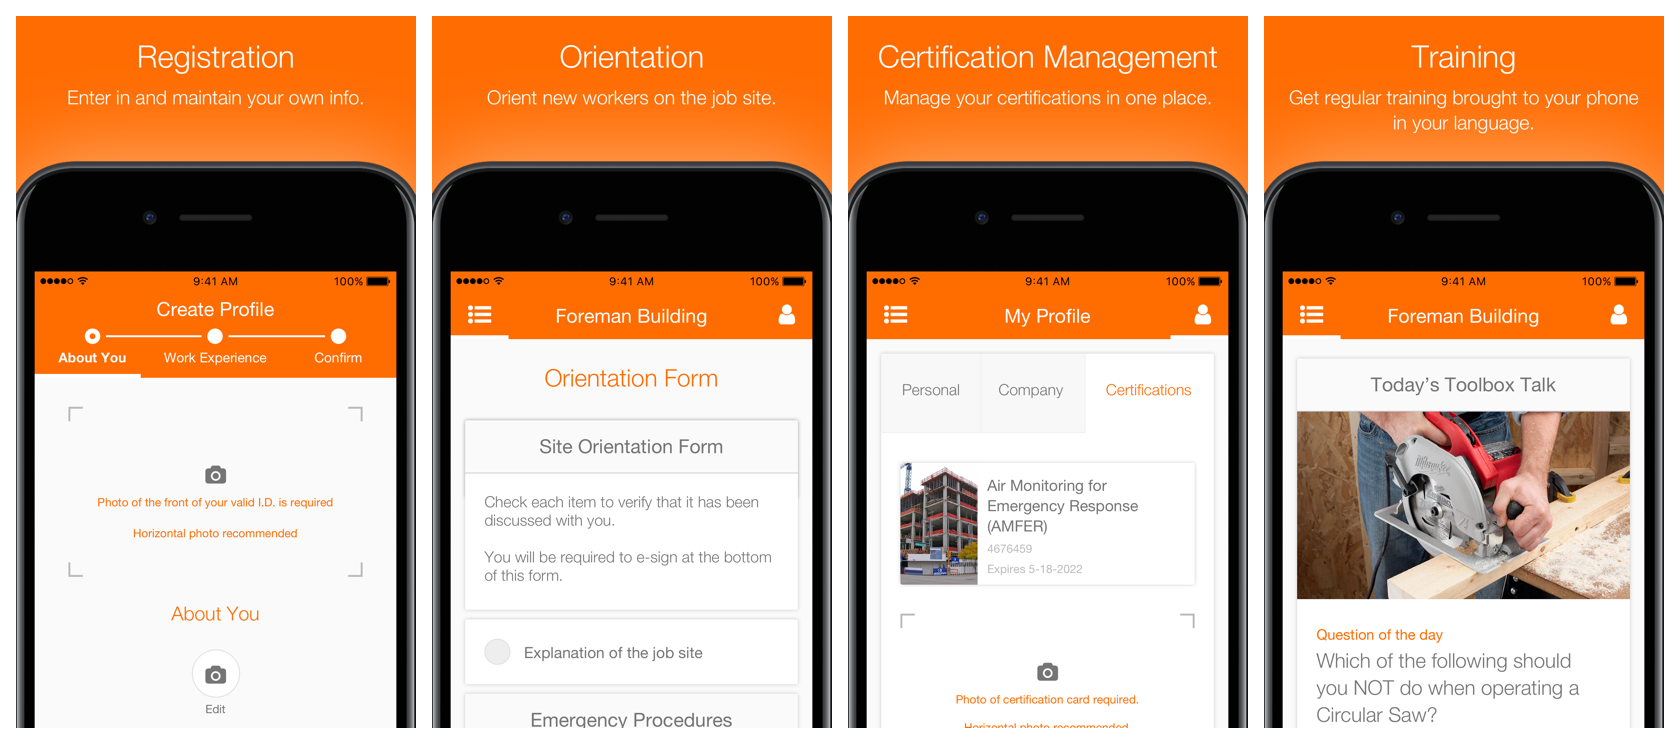 Registration
Enter in and maintain your own info.
9:41 AM
100%
Create Profile
About You
Work Experience
Confirm
Photo of the front of your valid I.D. is required
Horizontal photo recommended
About You
Edit
Orientation
Orient new workers on the job site.
9:41 AM
100%
Foreman Building
Orientation Form
Site Orientation Form
Check each item to verify that it has been
discussed with you.
You will be required to e-sign at the bottom
of this form.
Explanation of the job site
Emergency Procedures
Certification Management
Manage your certifications in one place.
9:41 AM
100%
My Profile
Personal
Company
Certifications
Air Monitoring for
Emergency Response
(AMFER)
4676459
Expires 5-18-2022
Photo of certification card required.
Horizontal photo recommended
Training
Get regular training brought to your phone
in your language.
9:41 AM
100%
Foreman Building
Today's Toolbox Talk
Milwaukee
Question of the day
Which of the following should
you NOT do when operating a
Circular Saw?